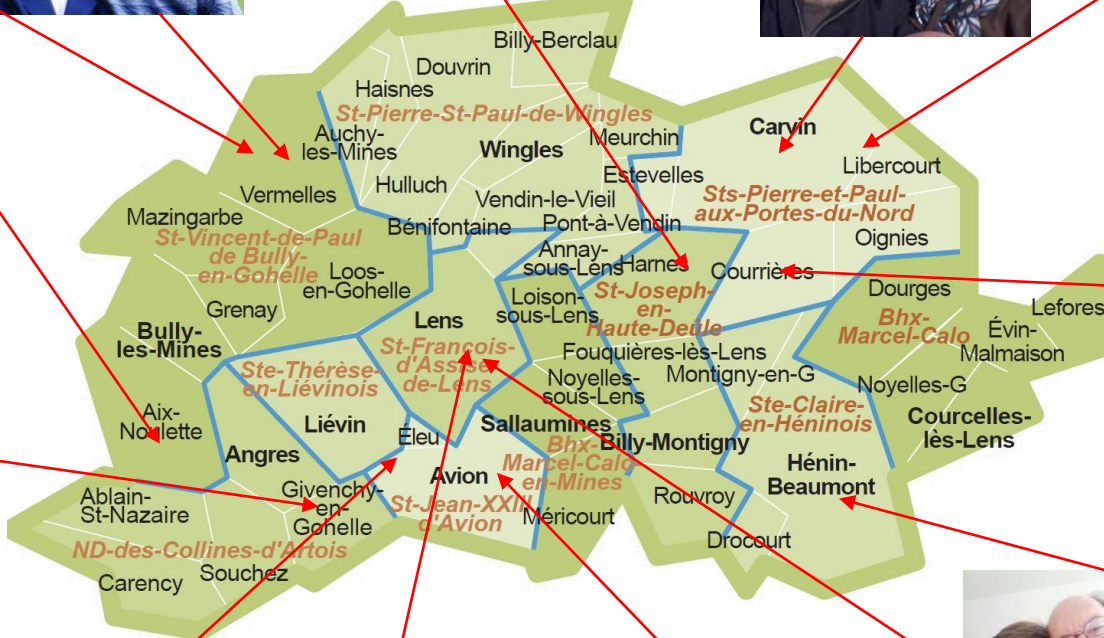 Billy-Berclau
Douvrin
Haisnes
St-Pierre-St-Paul-de-Wingles
Auchy-
les-Mines
Wingles
Meurchin
Carvin
Libercourt
Hulluch
Estevelles
Vermelles
Vendin-le-Vieil
Sts-Pierre-et-Paul-
aux-Portes-du-Nord
Mazingarbe
Bénifontaine
Pont-à-Vendin
Oignies
St-Vincent-de-Paul
de Bully-
en-Gohelle
Annay-
sous-Lens
Harnes
Courrières
Loos-
en-Gohelle
Loison-
sous-Lens
St-Joseph-
en-
Haute-Deûle
Dourges
Lefores
Grenay
Lens
Bhx-
Marcel-Calo
Évin-
Malmaison
Bully-
les-Mines
St-François-
d'Assise
de-Lens
Fouquières-lès-Lens
Ste-Thérèse-
en-Liévinois
Noyelles-
sous-Lens
Montigny-en-G
Noyelles-G
Ste-Claire-
en-Héninois
Courcelles-
lès-Lens
Aix-
Noulette
Liévin
Éleu
Sallaumines
Billy-Montigny
Angres
Avion
Bhx-
Marcel-Calo
en-Mines
Hénin-
Beaumont
Ablain-
St-Nazaire
Givenchy-
en-
Gohelle
St-Jean-XXIII
d'Avion
Méricourt
Rouvroy
ND-des-Collines-d'Artois
Drocourt
Carency
Souchez